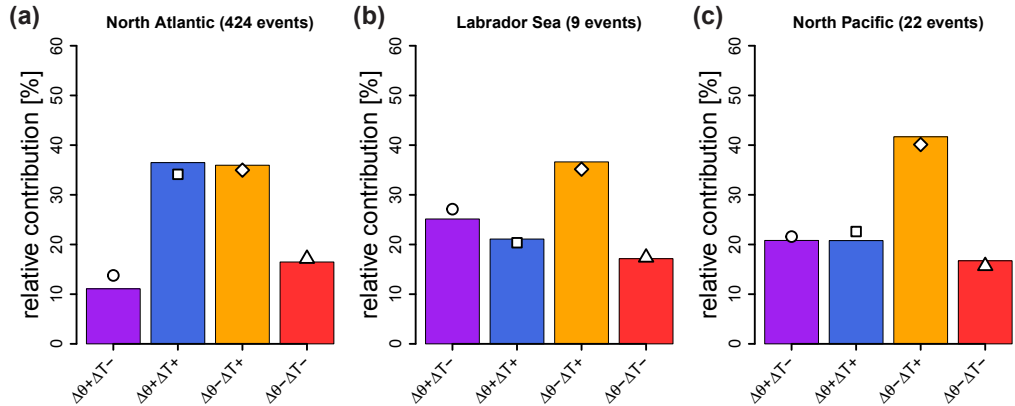 (a) North Atlantic (424 events)
relative contribution [%]
0 10 20 30 40 50 60
Δθ+ΔT− Δθ+ΔT+ Δθ−ΔT+ Δθ−ΔT−
(b) Labrador Sea (9 events)
relative contribution [%]
0 10 20 30 40 50 60
Δθ+ΔT− Δθ+ΔT+ Δθ−ΔT+ Δθ−ΔT−
(c) North Pacific (22 events)
relative contribution [%]
0 10 20 30 40 50 60
Δθ+ΔT− Δθ+ΔT+ Δθ−ΔT+ Δθ−ΔT−